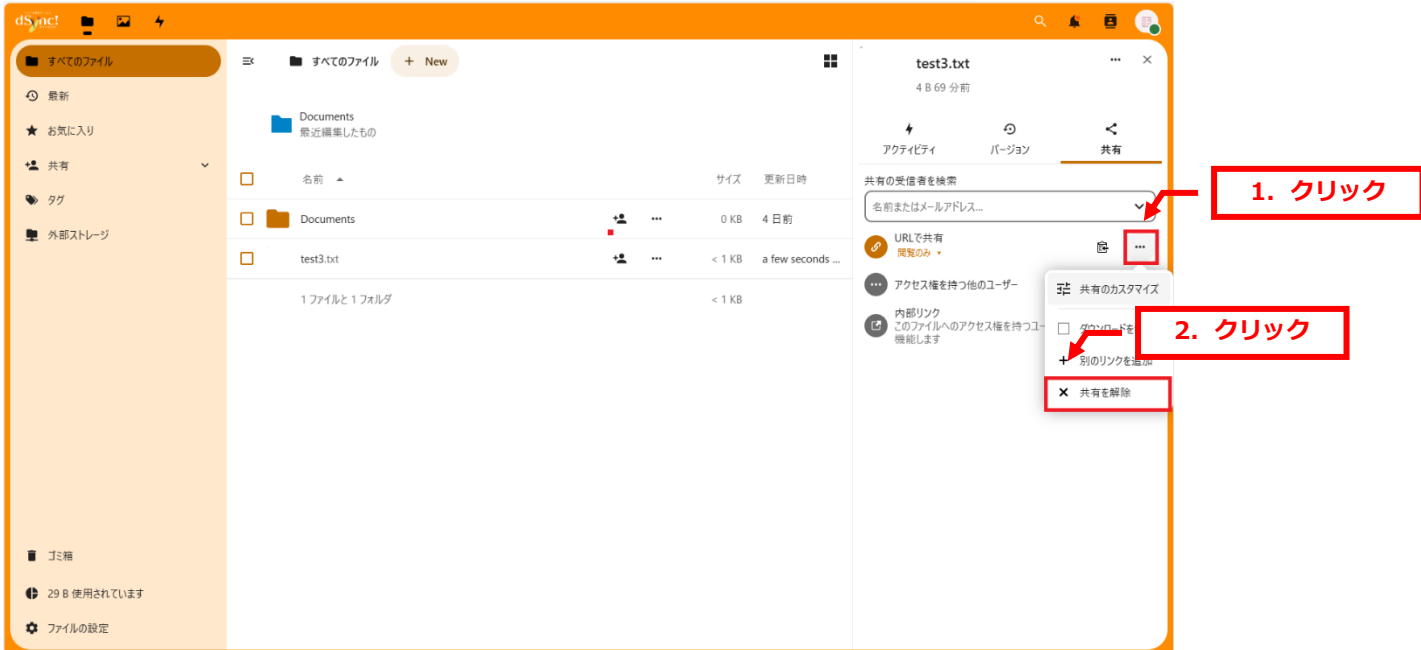 dSync!
すべてのファイル
最新
お気に入り
共有
タグ
外部ストレージ
ゴミ箱
29 B 使用されています
ファイルの設定
すべてのファイル
+ New
Documents
最近編集したもの
名前
サイズ
更新日時
Documents
0 KB
4 日前
test3.txt
< 1 KB
a few seconds ...
1 ファイルと 1 フォルダ
< 1 KB
test3.txt
4 B 69 分前
アクティビティ
バージョン
共有
共有の受信者を検索
名前またはメールアドレス...
URLで共有
閲覧のみ
アクセス権を持つ他のユーザー
内部リンク
このファイルへのアクセス権を持つユー
機能します
共有のカスタマイズ
ダウンロードを
別のリンクを追加
共有を解除
1. クリック
2. クリック